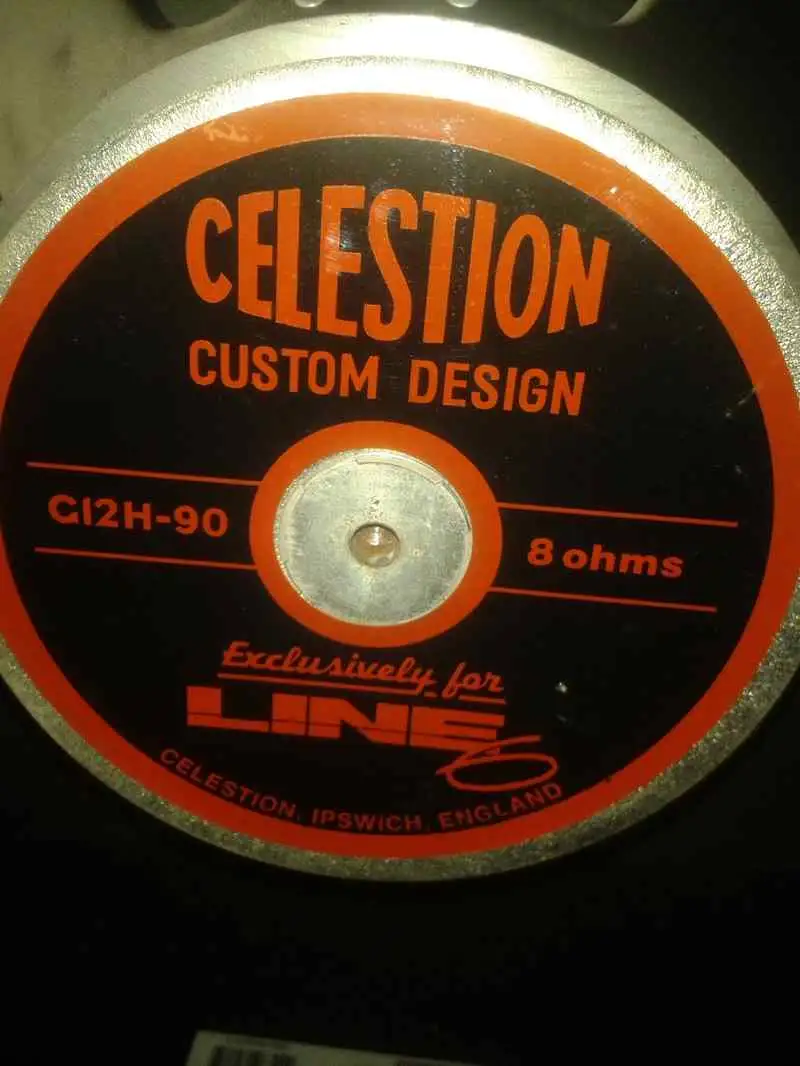 CELESTION
CUSTOM DESIGN
G12H-90
8 ohms
Exclusively for
LINE 6
CELESTION, IPSWICH, ENGLAND